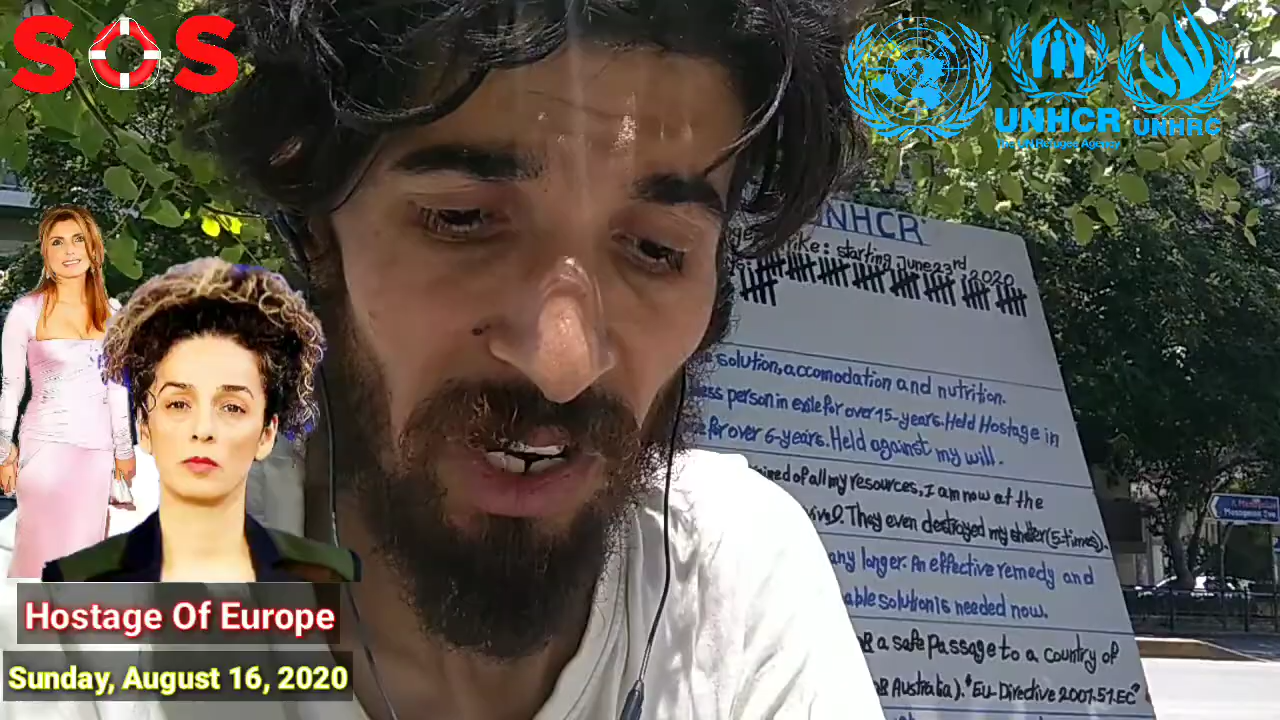 SOS
UNHCR
The UN Refugee Agency
UNHRC
UNHCR
starting June 23rd, 2020
solution, accomodation and nutrition.
person in exile for over 15-years. Held Hostage in
for over 6-years. Held against my will.
of all my resources, I am now at the
They even destroyed my shelter (5-times).
any longer. An effective remedy and
solution is needed now.
a safe passage to a country of
Australia). "EU-Directive 2001.51.EC"
Hostage Of Europe
Sunday, August 16, 2020